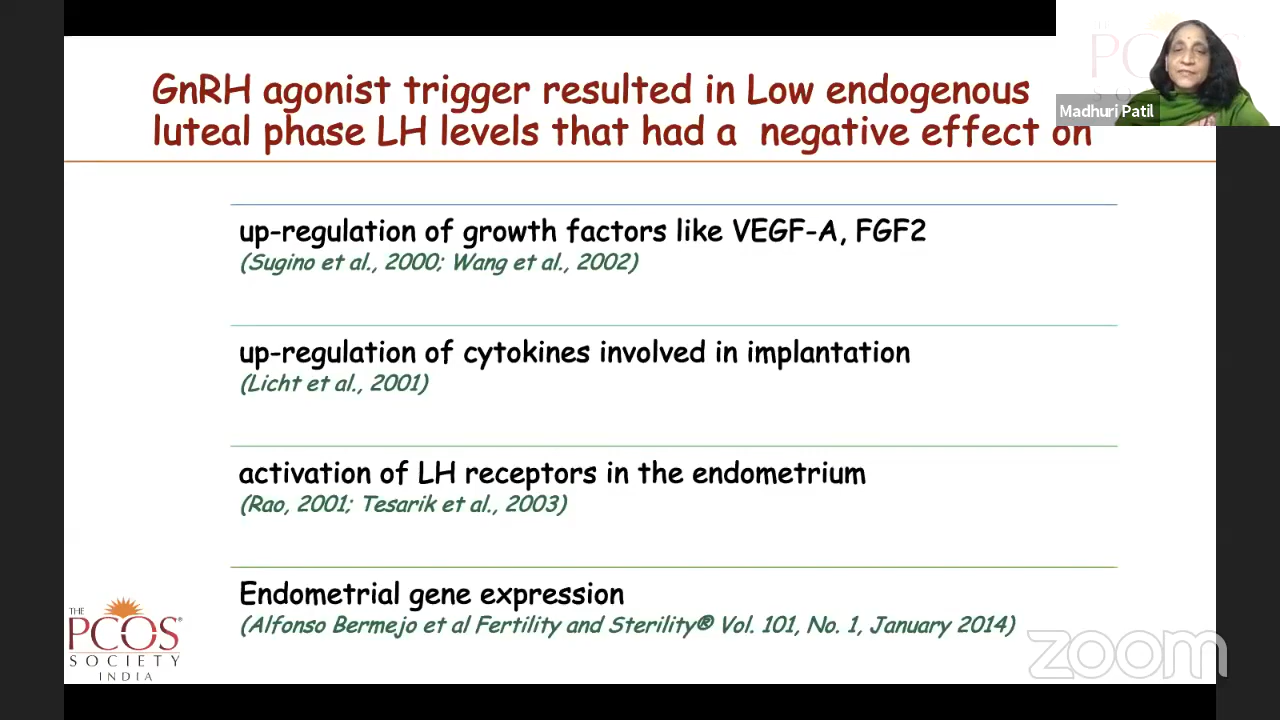 GnRH agonist trigger resulted in Low endogenous
luteal phase LH levels that had a negative effect on
Madhuri Patil
up-regulation of growth factors like VEGF-A, FGF2
(Sugino et al., 2000; Wang et al., 2002)
up-regulation of cytokines involved in implantation
(Licht et al., 2001)
activation of LH receptors in the endometrium
(Rao, 2001; Tesarik et al., 2003)
Endometrial gene expression
(Alfonso Bermejo et al Fertility and Sterility® Vol. 101, No. 1, January 2014)
THE
PCOS®
SOCIETY
INDIA
zoom